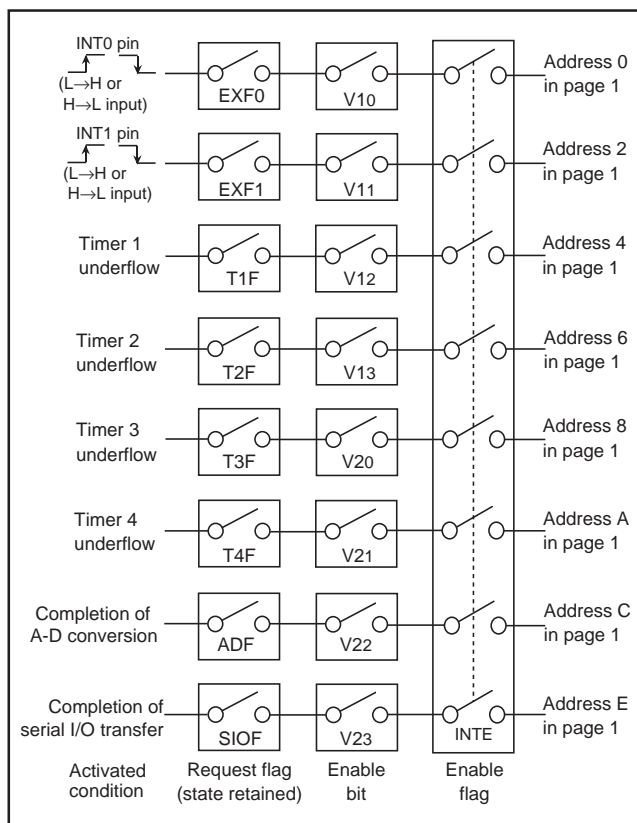 INT0 pin
(L→H or
H→L input)
EXF0
V10
Address 0
in page 1
INT1 pin
(L→H or
H→L input)
EXF1
V11
Address 2
in page 1
Timer 1
underflow
T1F
V12
Address 4
in page 1
Timer 2
underflow
T2F
V13
Address 6
in page 1
Timer 3
underflow
T3F
V20
Address 8
in page 1
Timer 4
underflow
T4F
V21
Address A
in page 1
Completion of
A-D conversion
ADF
V22
Address C
in page 1
Completion of
serial I/O transfer
SIOF
V23
INTE
Address E
in page 1
Activated
condition
Request flag
(state retained)
Enable
bit
Enable
flag